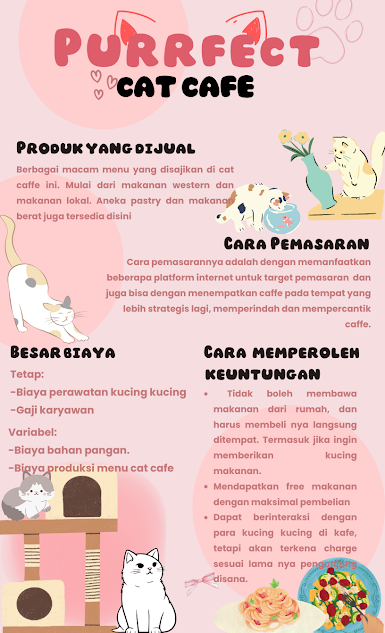 PURRFECT
CAT CAFE
PRODUK YANG DIJUAL
Berbagai macam menu yang disajikan di cat
caffe ini. Mulai dari makanan western dan
makanan lokal. Aneka pastry dan makanan
berat juga tersedia disini
CARA PEMASARAN
Cara pemasarannya adalah dengan memanfaatkan
beberapa platform internet untuk target pemasaran dan
juga bisa dengan menempatkan caffe pada tempat yang
lebih strategis lagi, memperindah dan mempercantik
caffe.
BESAR BIAYA
Tetap:
-Biaya perawatan kucing kucing
-Gaji karyawan
Variabel:
-Biaya bahan pangan.
-Biaya produksi menu cat cafe
CARA MEMPEROLEH
KEUNTUNGAN
• Tidak boleh membawa
makanan dari rumah, dan
harus membeli nya langsung
ditempat. Termasuk jika ingin
memberikan kucing
makanan.
• Mendapatkan free makanan
dengan maksimal pembelian
• Dapat berinteraksi dengan
para kucing kucing di kafe,
tetapi akan terkena charge
sesuai lama nya pengunjung
disana.